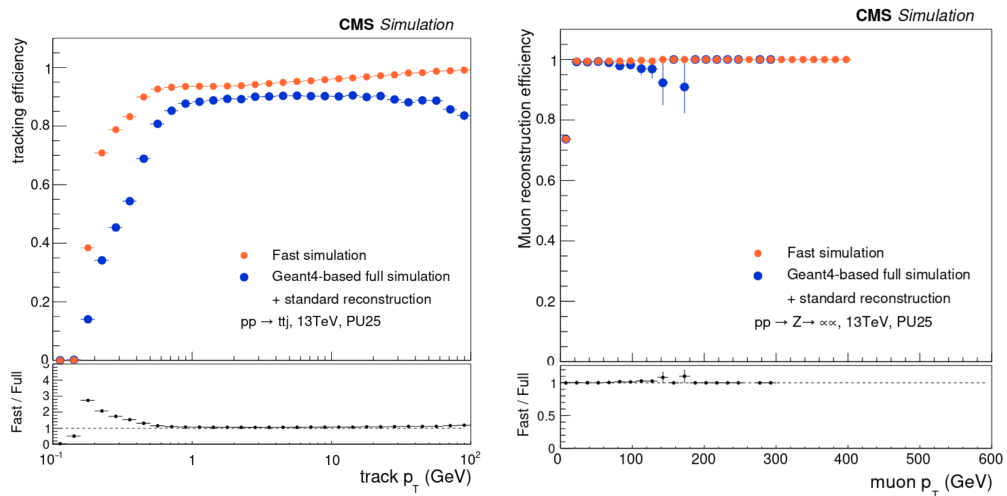 CMS Simulation
tracking efficiency
1
0.8
0.6
0.4
0.2
0
Fast simulation
Geant4-based full simulation
+ standard reconstruction
pp → ttj, 13TeV, PU25
Fast / Full
5
4
3
2
1
0
10⁻¹
1
10
10²
track p_T (GeV)
CMS Simulation
Muon reconstruction efficiency
1
0.8
0.6
0.4
0.2
0
Fast simulation
Geant4-based full simulation
+ standard reconstruction
pp → Z→ ∝∝, 13TeV, PU25
Fast / Full
1
0.5
0
0
100
200
300
400
500
600
muon p_T (GeV)